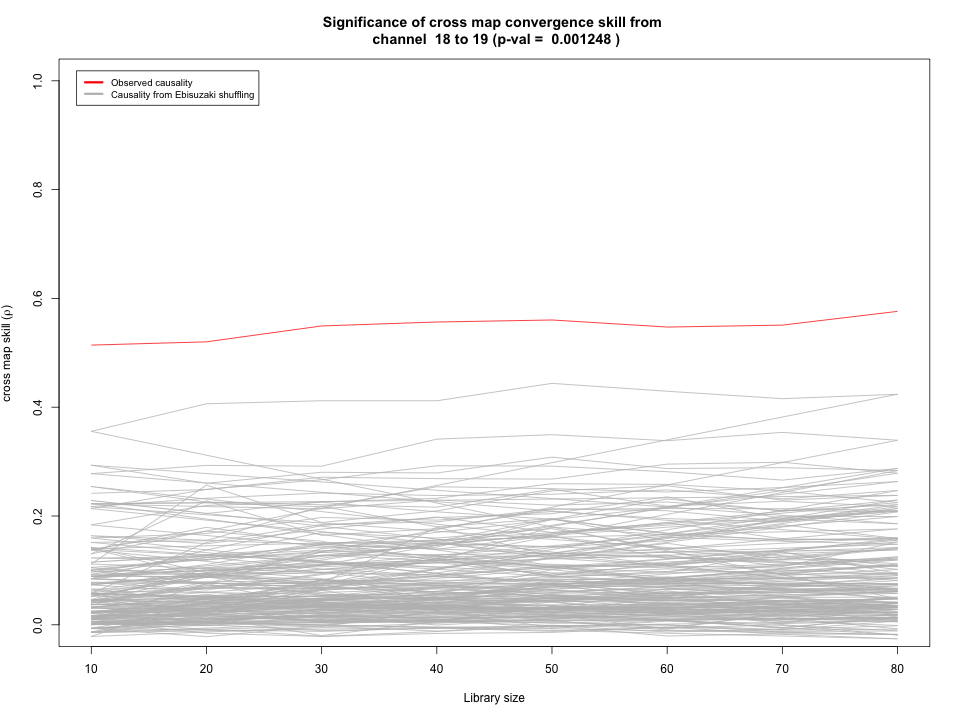 Significance of cross map convergence skill from
channel  18 to 19 (p-val =  0.001248 )
Observed causality
Causality from Ebisuzaki shuffling
cross map skill (ρ)
1.0
0.8
0.6
0.4
0.2
0.0
10 20 30 40 50 60 70 80
Library size